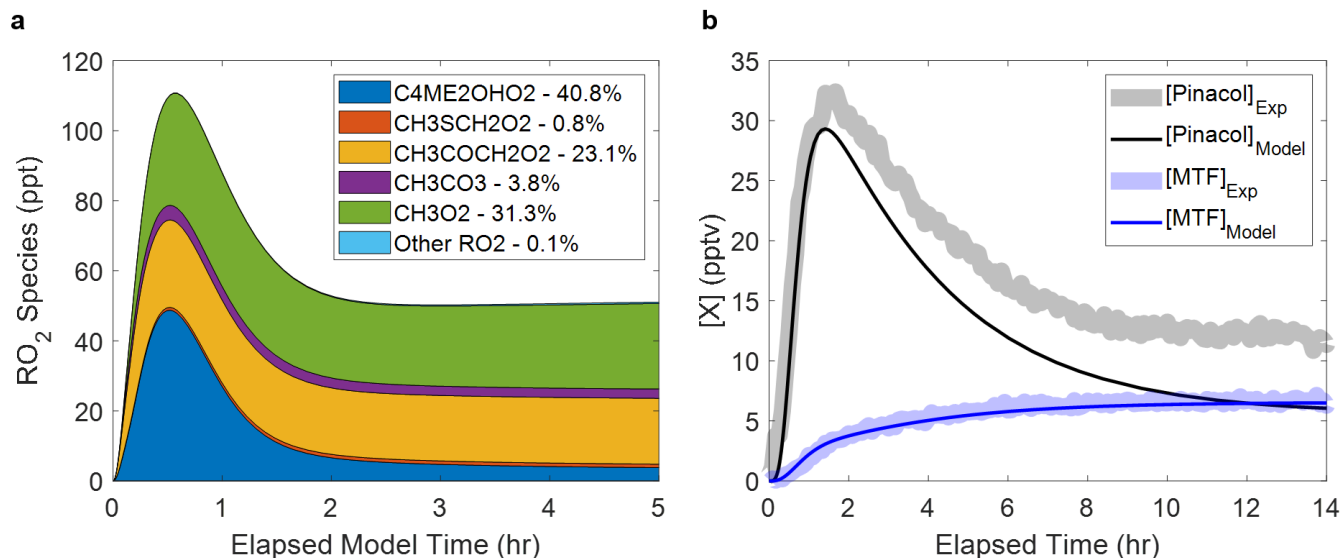 a
RO2 Species (ppt)
120
100
80
60
40
20
0
C4ME2OHO2 - 40.8%
CH3SCH2O2 - 0.8%
CH3COCH2O2 - 23.1%
CH3CO3 - 3.8%
CH3O2 - 31.3%
Other RO2 - 0.1%
0 1 2 3 4 5
Elapsed Model Time (hr)
b
[X] (pptv)
35
30
25
20
15
10
5
0
[Pinacol]Exp
[Pinacol]Model
[MTF]Exp
[MTF]Model
0 2 4 6 8 10 12 14
Elapsed Time (hr)